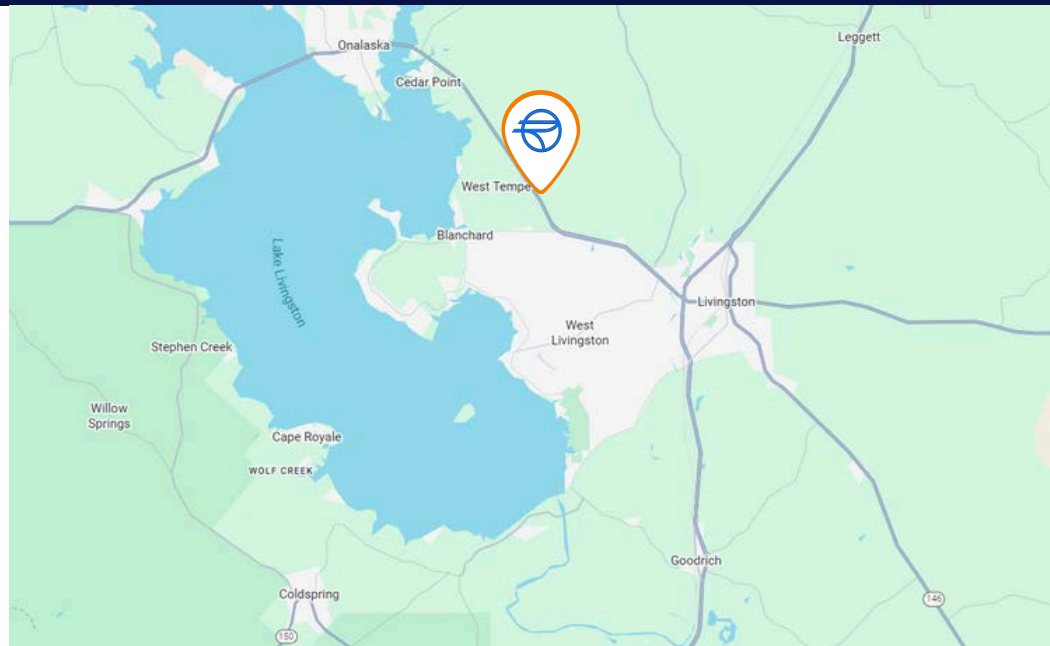 Leggett
Onalaska
Cedar Point
West Tempe
Blanchard
Lake Livingston
Livingston
West
Livingston
Stephen Creek
Willow
Springs
Cape Royale
WOLF CREEK
Goodrich
Coldspring
146
150